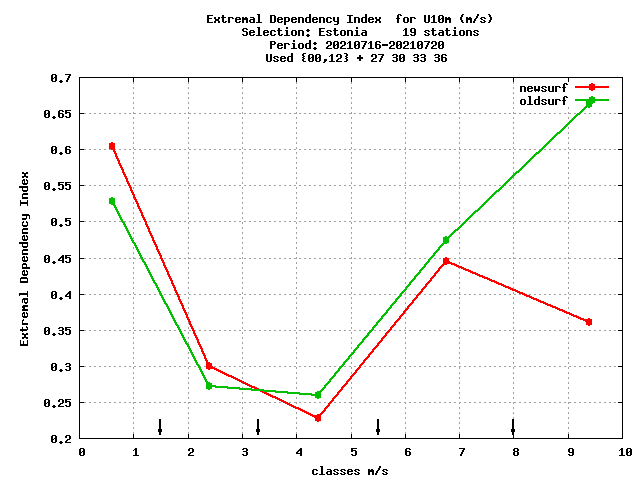 Extremal Dependency Index  for U10m (m/s)
Selection: Estonia     19 stations
Period: 20210716-20210720
Used {00,12} + 27 30 33 36
newsurf
oldsurf
Extremal Dependency Index
0.7
0.65
0.6
0.55
0.5
0.45
0.4
0.35
0.3
0.25
0.2
0 1 2 3 4 5 6 7 8 9 10
classes m/s